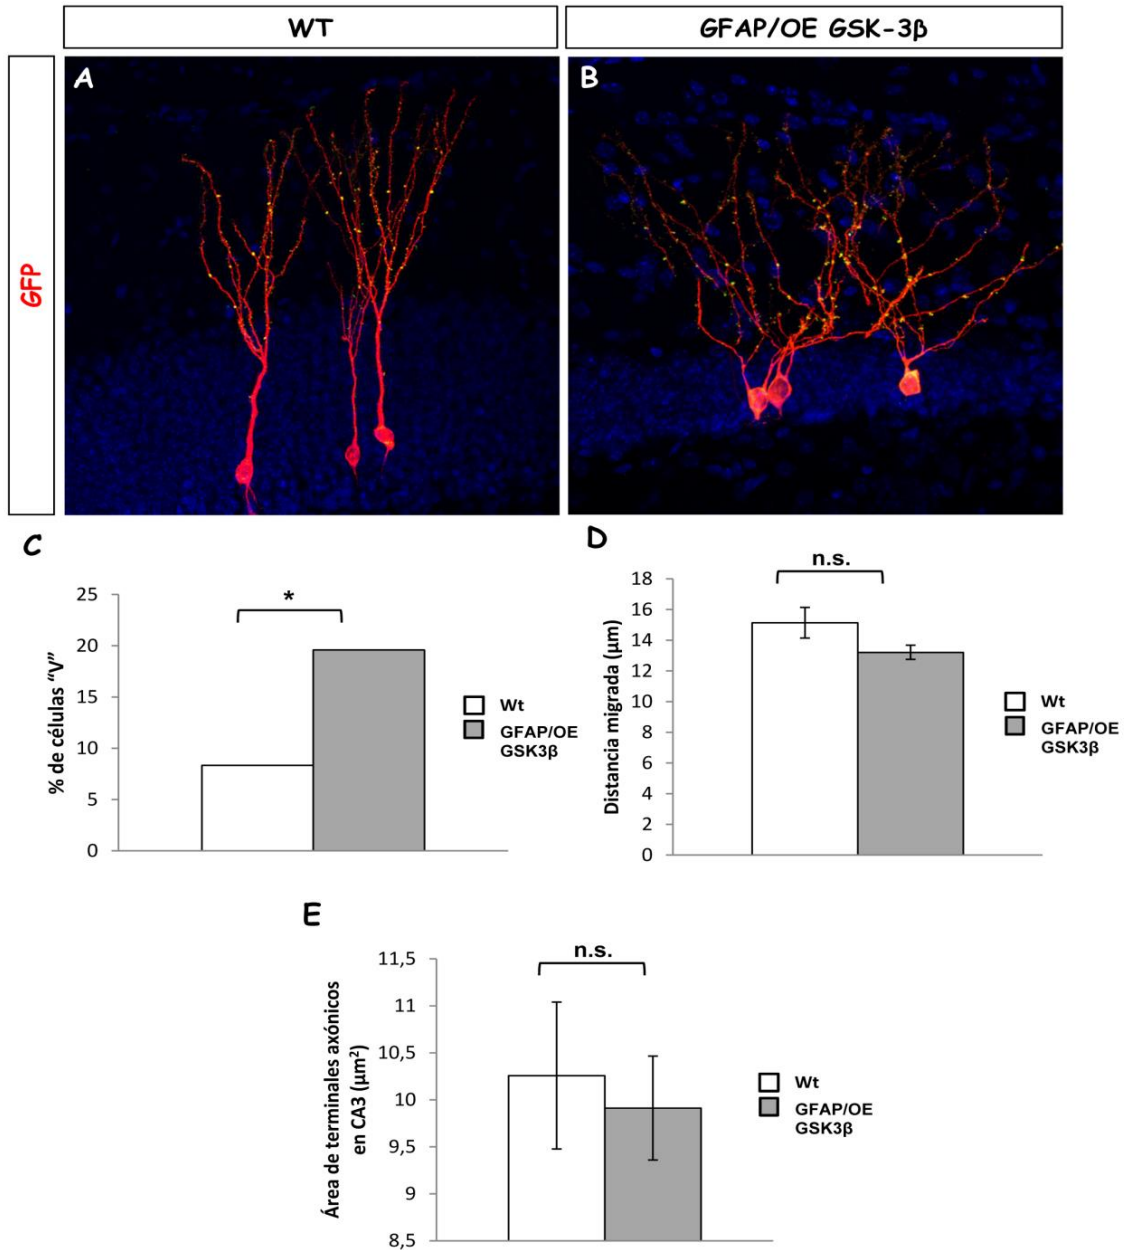 WT
GFAP/OE GSK-3β
GFP
A
B
C
25
20
15
10
5
0
% de células “V”
*
Wt
GFAP/OE
GSK3β
D
18
16
14
12
10
8
6
4
2
0
Distancia migrada (µm)
n.s.
Wt
GFAP/OE
GSK3β
E
11,5
11
10,5
10
9,5
9
8,5
Área de terminales axónicos
en CA3 (µm²)
n.s.
Wt
GFAP/OE
GSK3β